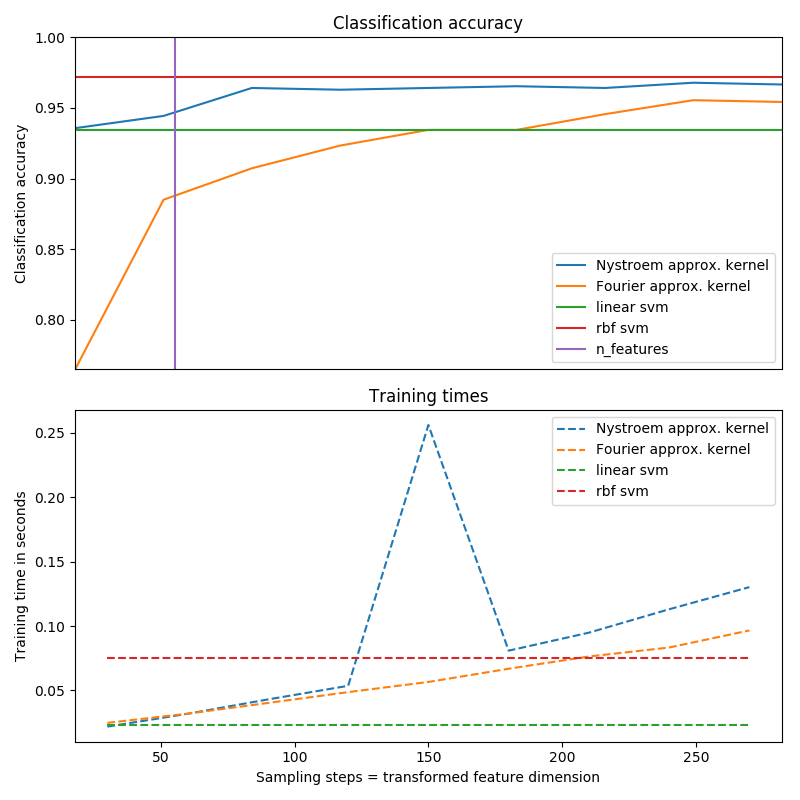 Classification accuracy
1.00
0.95
0.90
0.85
0.80
Classification accuracy
Nystroem approx. kernel
Fourier approx. kernel
linear svm
rbf svm
n_features
Training times
0.25
0.20
0.15
0.10
0.05
Training time in seconds
Nystroem approx. kernel
Fourier approx. kernel
linear svm
rbf svm
50 100 150 200 250
Sampling steps = transformed feature dimension